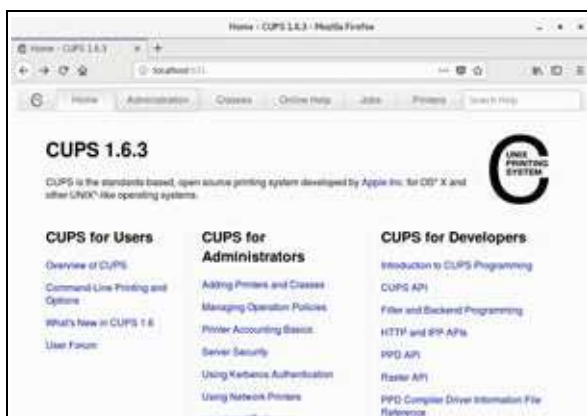 Home - CUPS 1.6.3 - Mozilla Firefox
Home - CUPS 1.6.3
localhost:631
Home Administration Classes Online Help Jobs Printers Search Help
CUPS 1.6.3
CUPS is the standards-based, open source printing system developed by Apple Inc. for OS® X and
other UNIX®-like operating systems.
UNIX
PRINTING
SYSTEM
CUPS for Users
Overview of CUPS
Command-Line Printing and
Options
What's New in CUPS 1.6
User Forum
CUPS for
Administrators
Adding Printers and Classes
Managing Operation Policies
Printer Accounting Basics
Server Security
Using Kerberos Authentication
Using Network Printers
CUPS for Developers
Introduction to CUPS Programming
CUPS API
Filter and Backend Programming
HTTP and IPP APIs
PPD API
Raster API
PPD Compiler Driver Information File
Reference